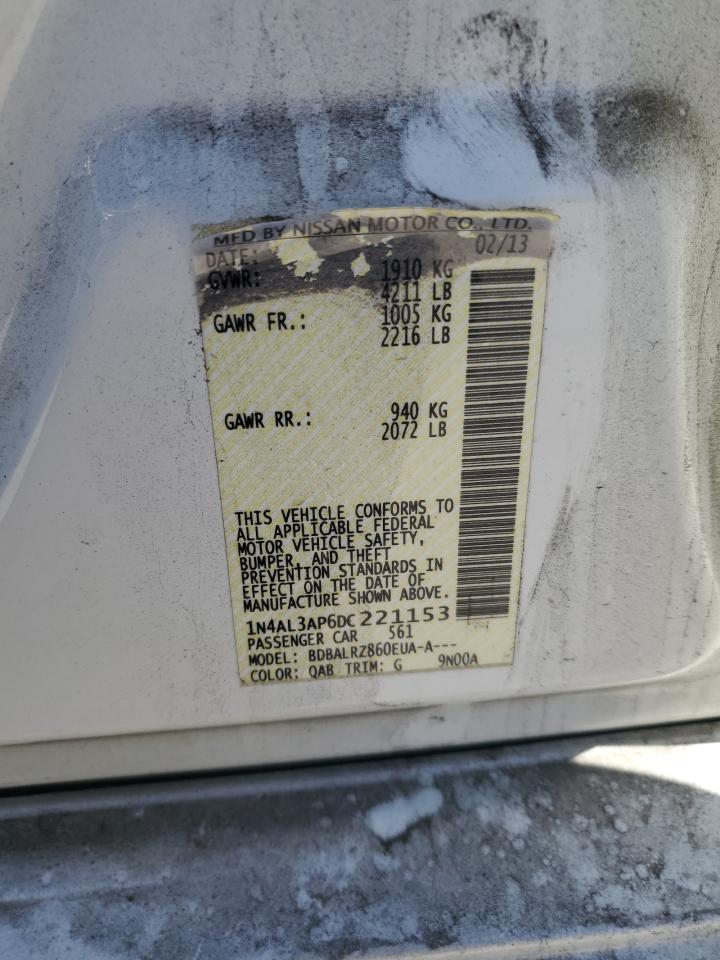 MFD BY NISSAN MOTOR CO., LTD.
DATE: 02/13
GVWR: 1910 KG
4211 LB
GAWR FR.: 1005 KG
2216 LB
GAWR RR.: 940 KG
2072 LB
THIS VEHICLE CONFORMS TO
ALL APPLICABLE FEDERAL
MOTOR VEHICLE SAFETY,
BUMPER, AND THEFT
PREVENTION STANDARDS IN
EFFECT ON THE DATE OF
MANUFACTURE SHOWN ABOVE.
1N4AL3AP6DC221153
PASSENGER CAR 561
MODEL: BDBALRZ860EUA-A---
COLOR: QAB TRIM: G 9N00A